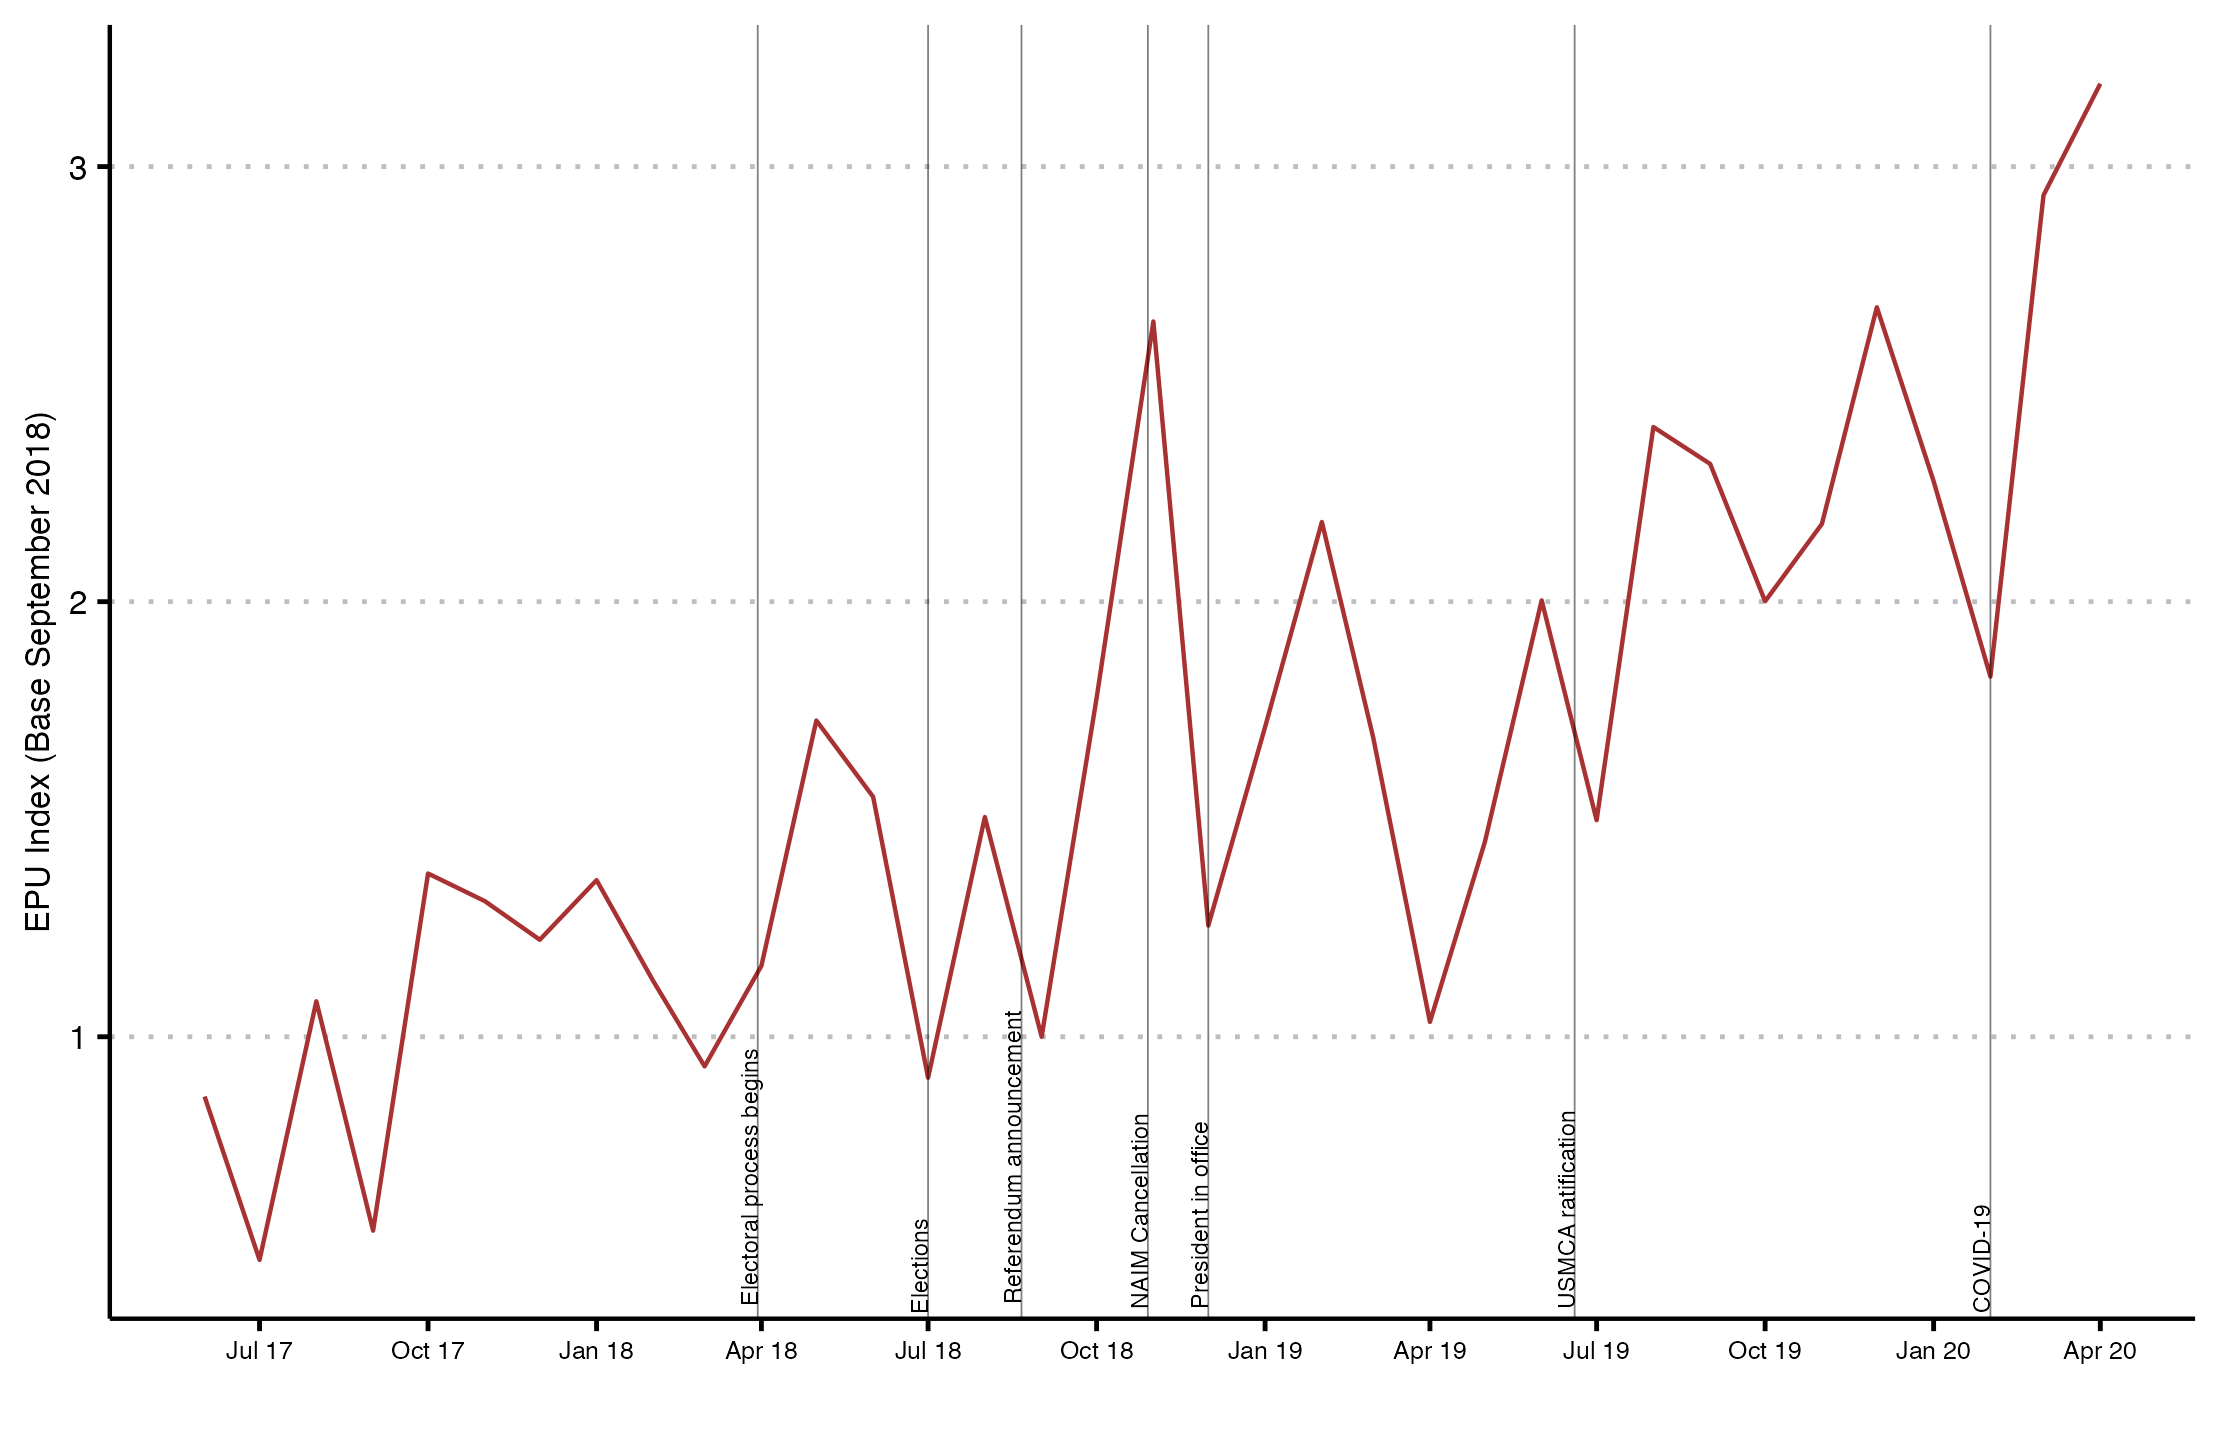 EPU Index (Base September 2018)
3
2
1
Electoral process begins
Elections
Referendum announcement
NAIM Cancellation
President in office
USMCA ratification
COVID-19
Jul 17
Oct 17
Jan 18
Apr 18
Jul 18
Oct 18
Jan 19
Apr 19
Jul 19
Oct 19
Jan 20
Apr 20